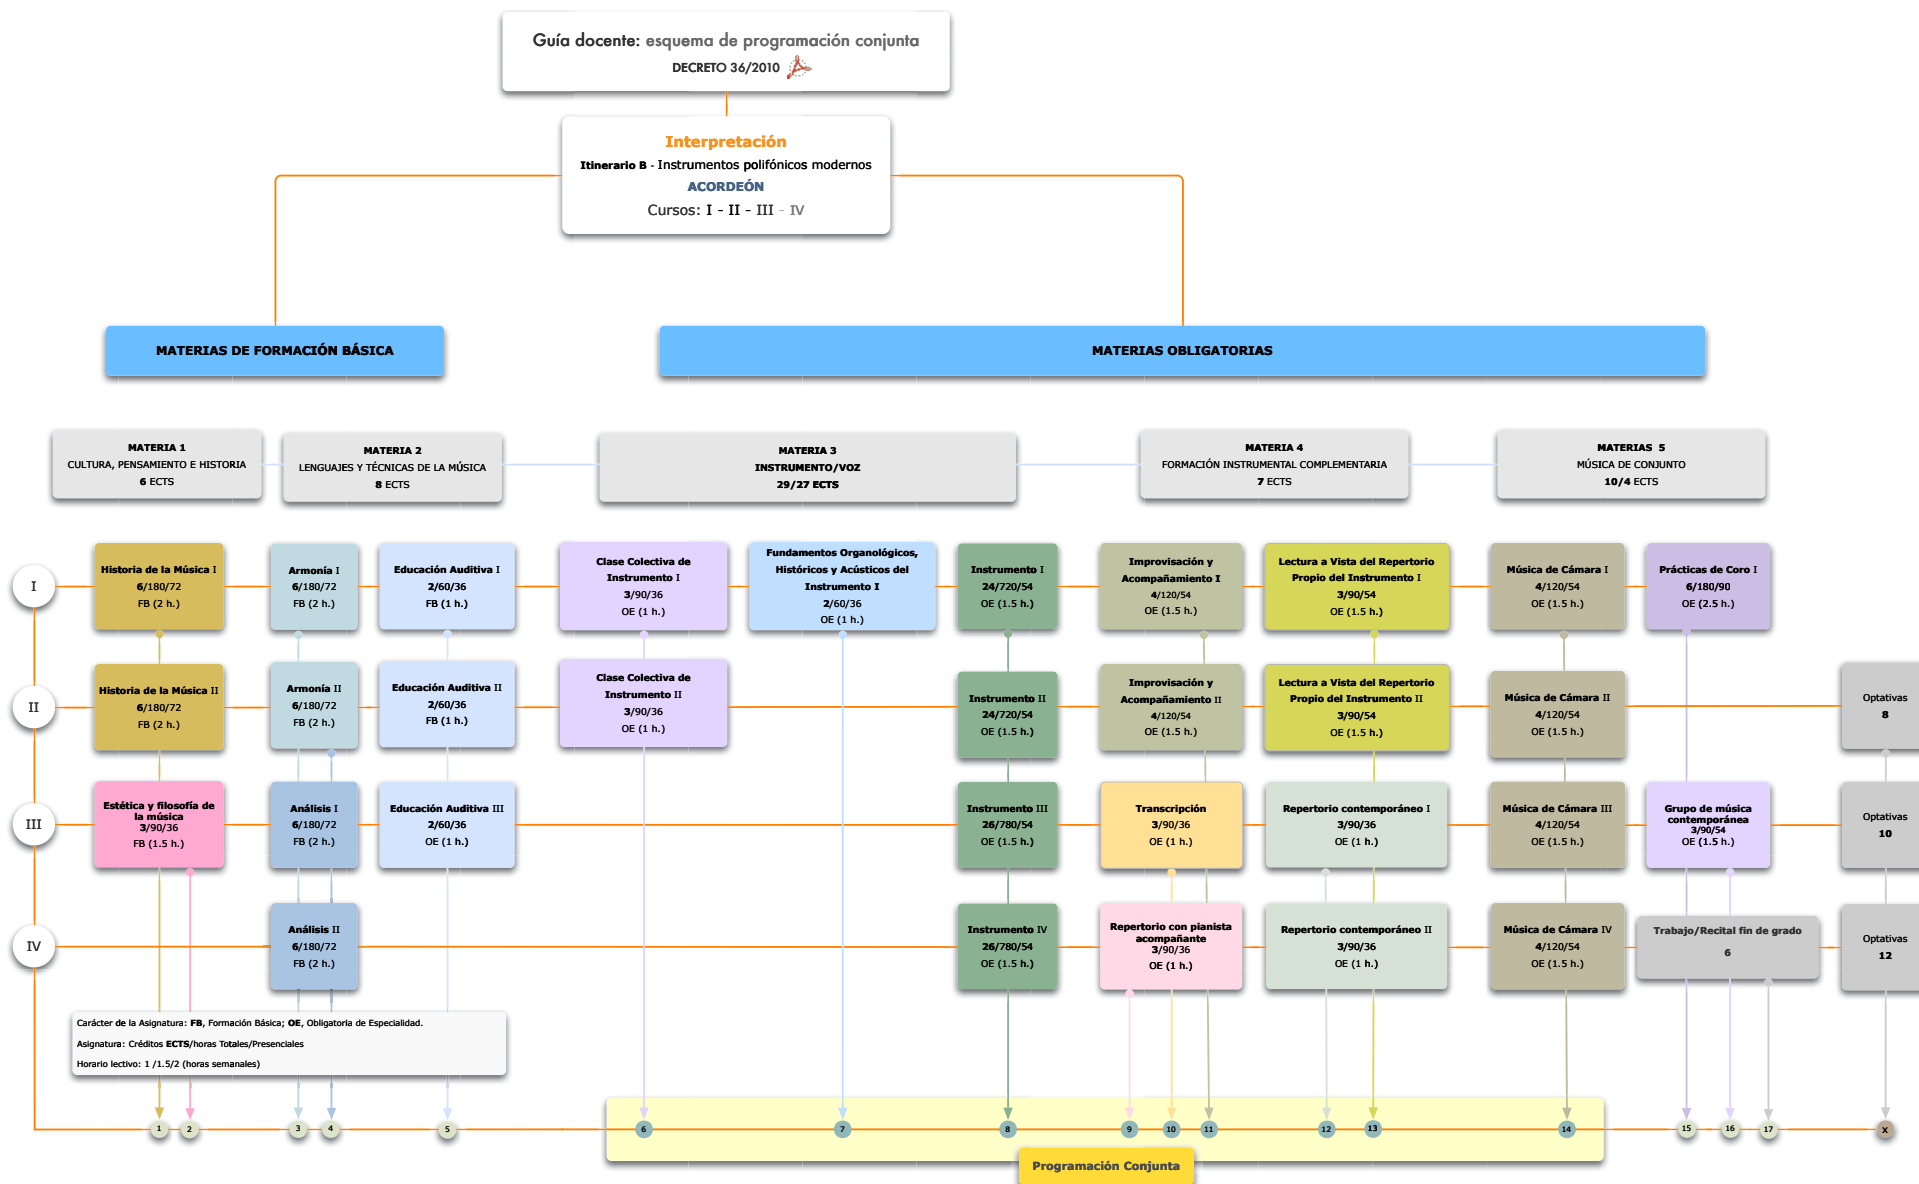 Guía docente: esquema de programación conjunta
DECRETO 36/2010
Interpretación
Itinerario B - Instrumentos polifónicos modernos
ACORDEÓN
Cursos: I - II - III - IV
MATERIAS DE FORMACIÓN BÁSICA
MATERIAS OBLIGATORIAS
MATERIA 1
CULTURA, PENSAMIENTO E HISTORIA
6 ECTS
MATERIA 2
LENGUAJES Y TÉCNICAS DE LA MÚSICA
8 ECTS
MATERIA 3
INSTRUMENTO/VOZ
29/27 ECTS
MATERIA 4
FORMACIÓN INSTRUMENTAL COMPLEMENTARIA
7 ECTS
MATERIAS 5
MÚSICA DE CONJUNTO
10/4 ECTS
I
Historia de la Música I
6/180/72
FB (2 h.)
Armonía I
6/180/72
FB (2 h.)
Educación Auditiva I
2/60/36
FB (1 h.)
Clase Colectiva de
Instrumento I
3/90/36
OE (1 h.)
Fundamentos Organológicos,
Históricos y Acústicos del
Instrumento I
2/60/36
OE (1 h.)
Instrumento I
24/720/54
OE (1.5 h.)
Improvisación y
Acompañamiento I
4/120/54
OE (1.5 h.)
Lectura a Vista del Repertorio
Propio del Instrumento I
3/90/54
OE (1.5 h.)
Música de Cámara I
4/120/54
OE (1.5 h.)
Prácticas de Coro I
6/180/90
OE (2.5 h.)
II
Historia de la Música II
6/180/72
FB (2 h.)
Armonía II
6/180/72
FB (2 h.)
Educación Auditiva II
2/60/36
FB (1 h.)
Clase Colectiva de
Instrumento II
3/90/36
OE (1 h.)
Instrumento II
24/720/54
OE (1.5 h.)
Improvisación y
Acompañamiento II
4/120/54
OE (1.5 h.)
Lectura a Vista del Repertorio
Propio del Instrumento II
3/90/54
OE (1.5 h.)
Música de Cámara II
4/120/54
OE (1.5 h.)
Optativas
8
III
Estética y filosofía de
la música
3/90/36
FB (1.5 h.)
Análisis I
6/180/72
FB (2 h.)
Educación Auditiva III
2/60/36
OE (1 h.)
Instrumento III
26/780/54
OE (1.5 h.)
Transcripción
3/90/36
OE (1 h.)
Repertorio contemporáneo I
3/90/36
OE (1 h.)
Música de Cámara III
4/120/54
OE (1.5 h.)
Grupo de música
contemporánea
3/90/54
OE (1.5 h.)
Optativas
10
IV
Análisis II
6/180/72
FB (2 h.)
Instrumento IV
26/780/54
OE (1.5 h.)
Repertorio con pianista
acompañante
3/90/36
OE (1 h.)
Repertorio contemporáneo II
3/90/36
OE (1 h.)
Música de Cámara IV
4/120/54
OE (1.5 h.)
Trabajo/Recital fin de grado
6
Optativas
12
Carácter de la Asignatura: FB, Formación Básica; OE, Obligatoria de Especialidad.
Asignatura: Créditos ECTS/horas Totales/Presenciales
Horario lectivo: 1 /1.5/2 (horas semanales)
1 2 3 4 5 6 7 8 9 10 11 12 13 14 15 16 17 x
Programación Conjunta